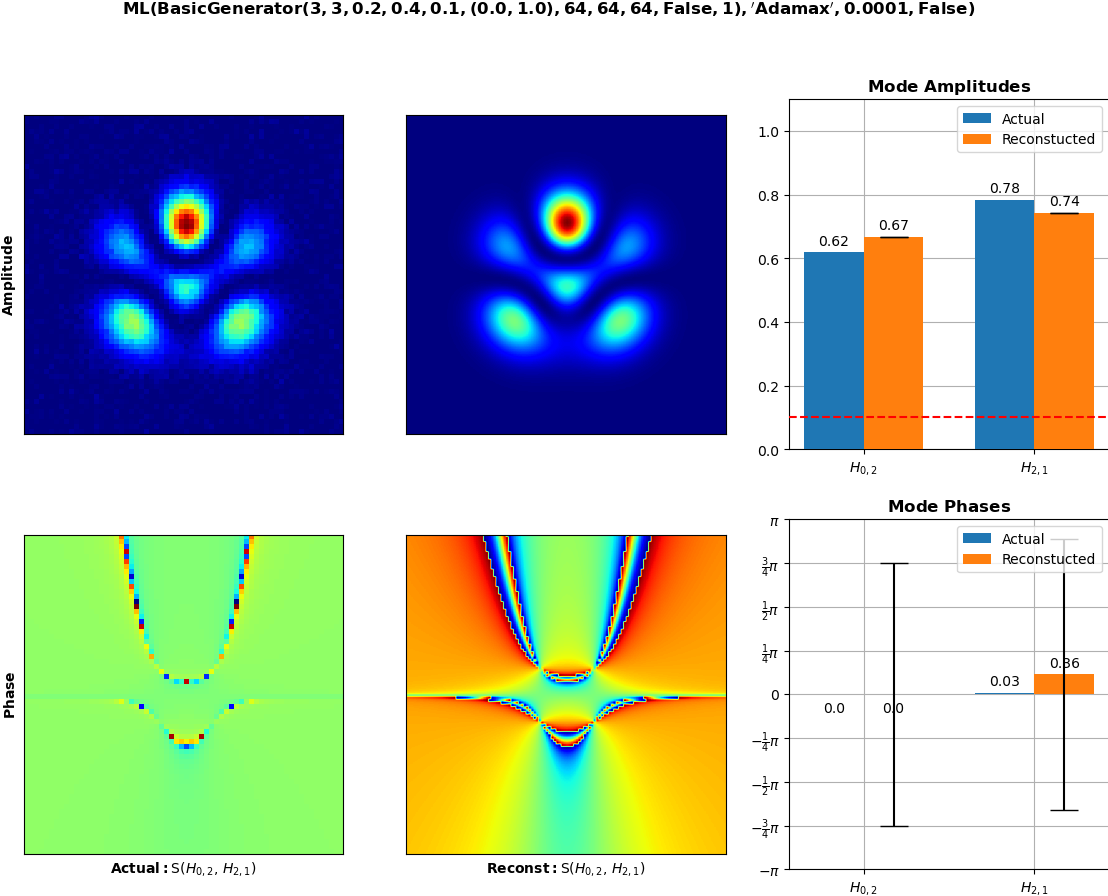 ML(BasicGenerator(3, 3, 0.2, 0.4, 0.1, (0.0, 1.0), 64, 64, 64, False, 1), 'Adamax', 0.0001, False)
Amplitude
Mode Amplitudes
Actual
Reconstucted
1.0
0.8
0.6
0.4
0.2
0.0
0.62
0.67
0.78
0.74
H0, 2
H2, 1
Phase
Actual: S(H0, 2, H2, 1)
Reconst: S(H0, 2, H2, 1)
Mode Phases
Actual
Reconstucted
π
3/4π
1/2π
1/4π
0
−1/4π
−1/2π
−3/4π
−π
0.0
0.0
0.03
0.36
H0, 2
H2, 1